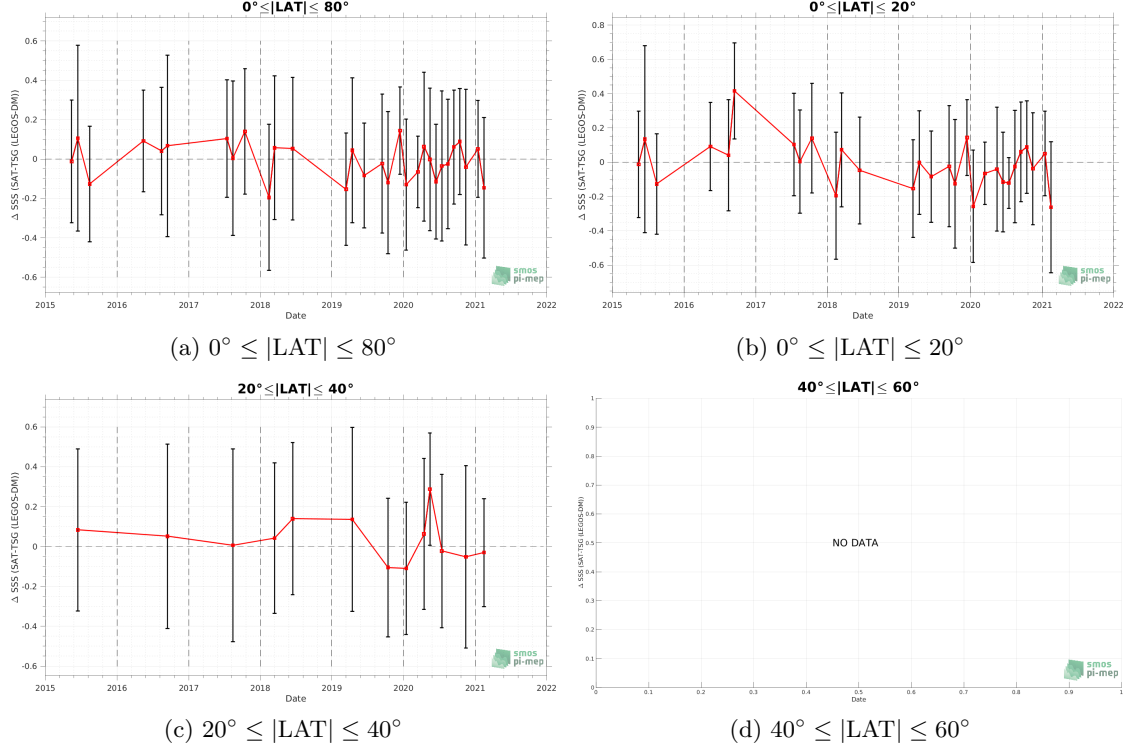 0°≤|LAT|≤ 80°
Δ SSS (SAT-TSG (LEGOS-DM))
0.6
0.4
0.2
0
-0.2
-0.4
-0.6
2015 2016 2017 2018 2019 2020 2021 2022
Date
smos
pi-mep
(a) 0° ≤ |LAT| ≤ 80°
0°≤|LAT|≤ 20°
Δ SSS (SAT-TSG (LEGOS-DM))
0.8
0.6
0.4
0.2
0
-0.2
-0.4
-0.6
2015 2016 2017 2018 2019 2020 2021 2022
Date
smos
pi-mep
(b) 0° ≤ |LAT| ≤ 20°
20°≤|LAT|≤ 40°
Δ SSS (SAT-TSG (LEGOS-DM))
0.6
0.4
0.2
0
-0.2
-0.4
-0.6
2015 2016 2017 2018 2019 2020 2021 2022
Date
smos
pi-mep
(c) 20° ≤ |LAT| ≤ 40°
40°≤|LAT|≤ 60°
Δ SSS (SAT-TSG (LEGOS-DM))
1
0.9
0.8
0.7
0.6
0.5
0.4
0.3
0.2
0.1
0
NO DATA
0 0.1 0.2 0.3 0.4 0.5 0.6 0.7 0.8 0.9 1
Date
smos
pi-mep
(d) 40° ≤ |LAT| ≤ 60°